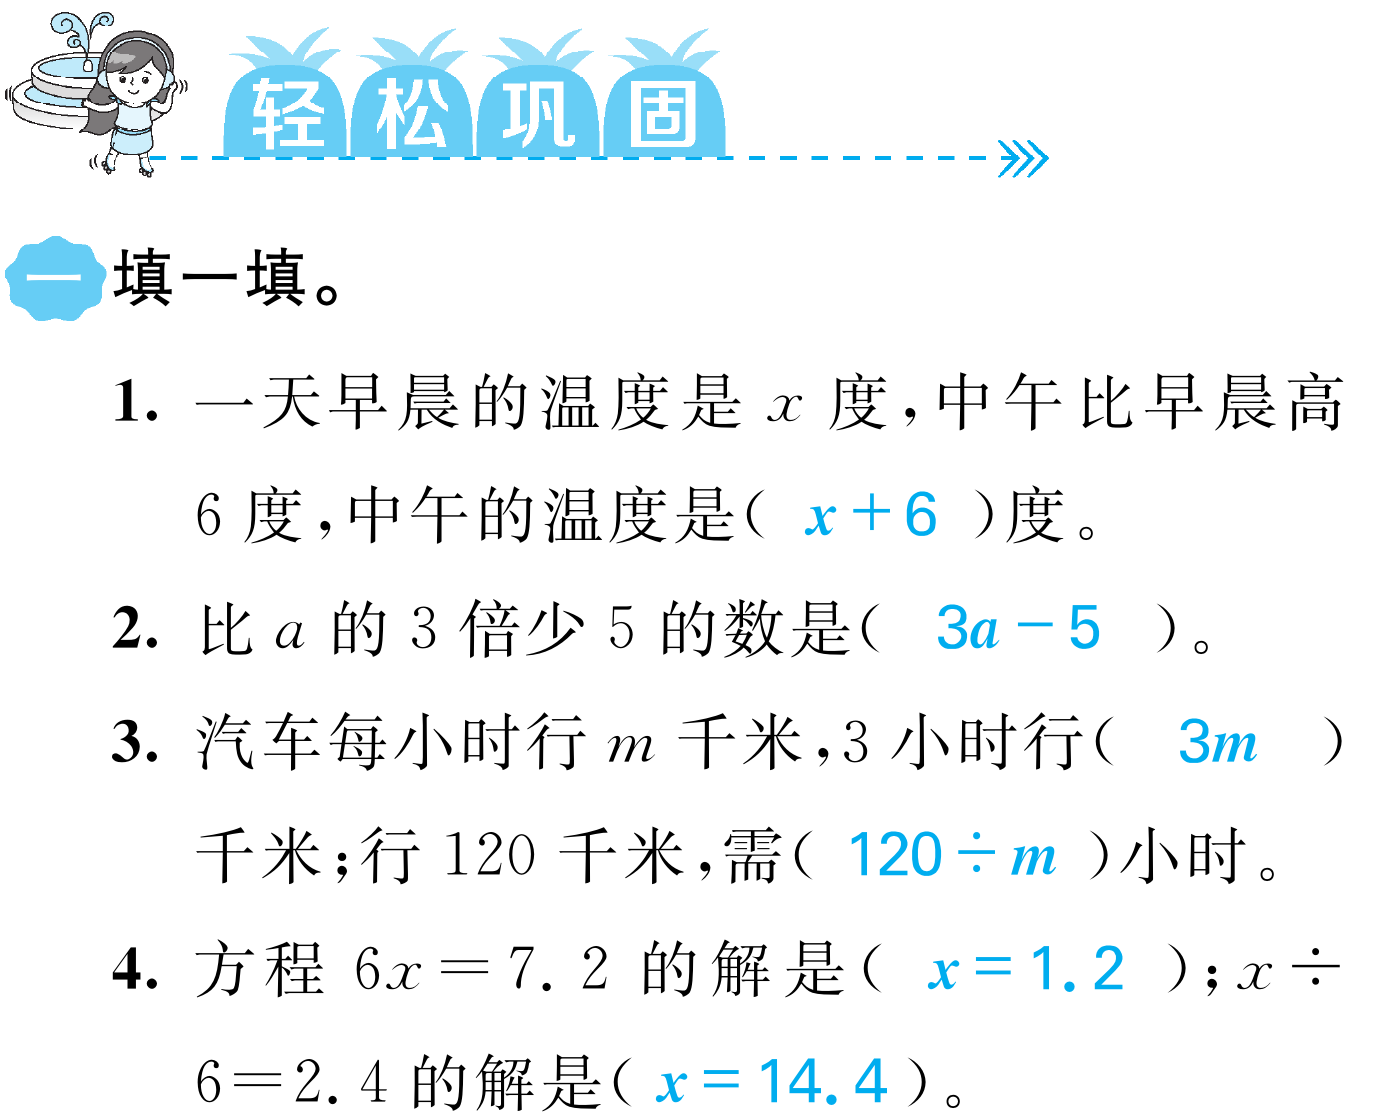 轻松巩固
一 填一填。
1. 一天早晨的温度是 x 度,中午比早晨高
6 度,中午的温度是( x+6 )度。
2. 比 a 的 3 倍少 5 的数是( 3a-5 )。
3. 汽车每小时行 m 千米,3 小时行( 3m )
千米;行 120 千米,需( 120÷m )小时。
4. 方程 6x=7.2 的解是( x=1.2 );x÷
6=2.4 的解是( x=14.4 )。